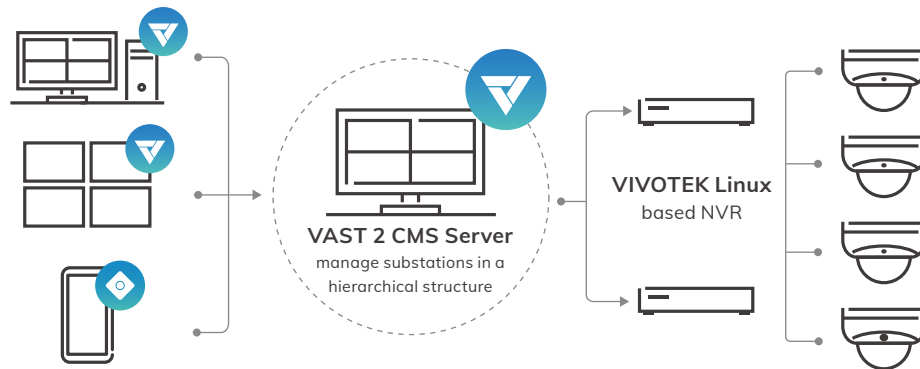 VAST 2 CMS Server
manage substations in a
hierarchical structure
VIVOTEK Linux
based NVR